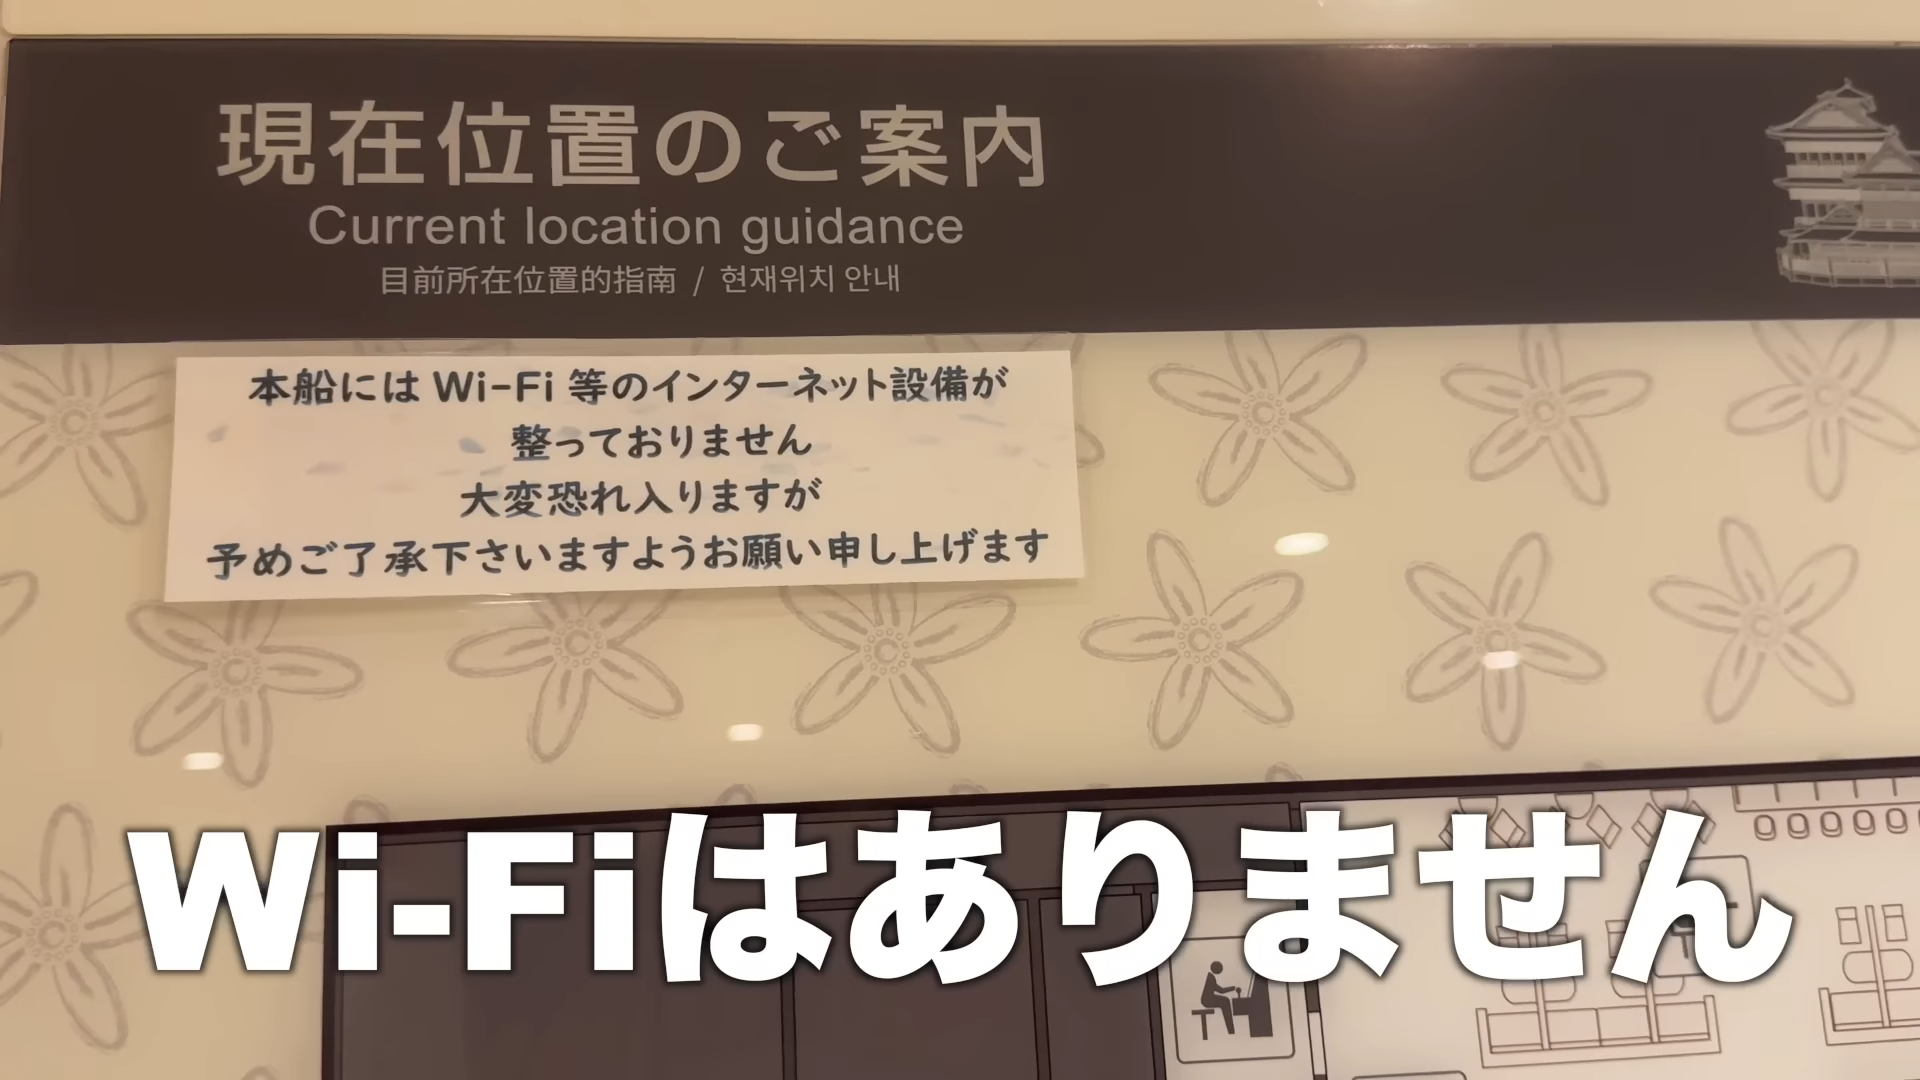 現在位置のご案内
Current location guidance
目前所在位置的指南 / 현재위치 안내
本船には Wi-Fi 等のインターネット設備が
整っておりません
大変恐れ入りますが
予めご了承下さいますようお願い申し上げます
Wi-Fiはありません